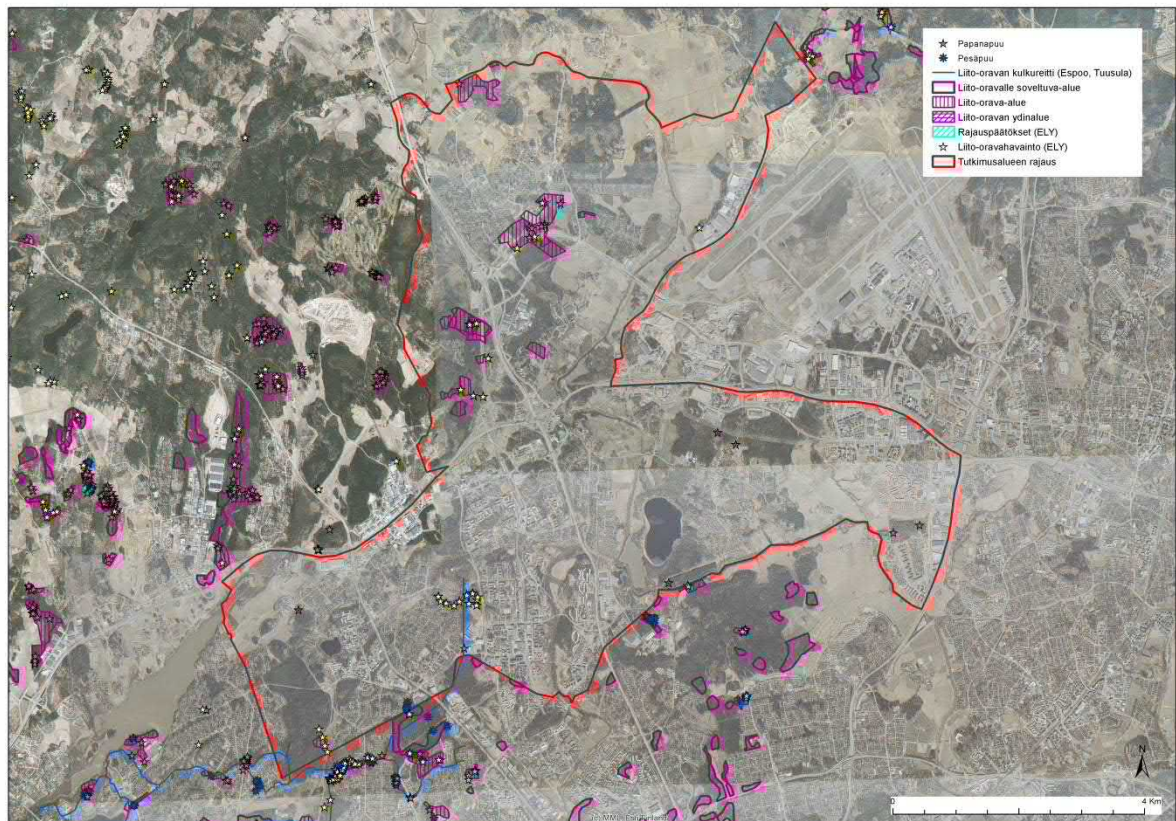 Papanapuu
Pesäpuu
Liito-oravan kulkureitti (Espoo, Tuusula)
Liito-oravalle soveltuva-alue
Liito-orava-alue
Liito-oravan ydinalue
Rajauspäätökset (ELY)
Liito-oravahavainto (ELY)
Tutkimusalueen rajaus
N
0 4 Km